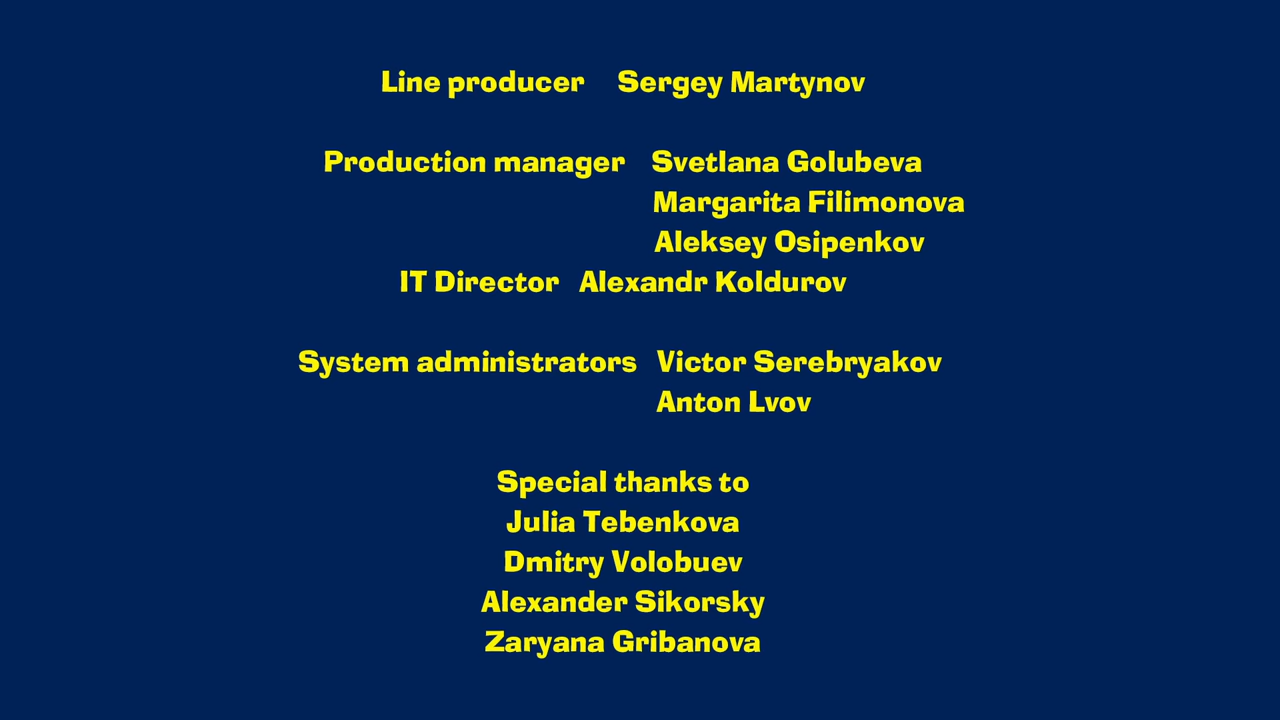 Line producer Sergey Martynov
Production manager Svetlana Golubeva
Margarita Filimonova
Aleksey Osipenkov
IT Director Alexandr Koldurov
System administrators Victor Serebryakov
Anton Lvov
Special thanks to
Julia Tebenkova
Dmitry Volobuev
Alexander Sikorsky
Zaryana Gribanova